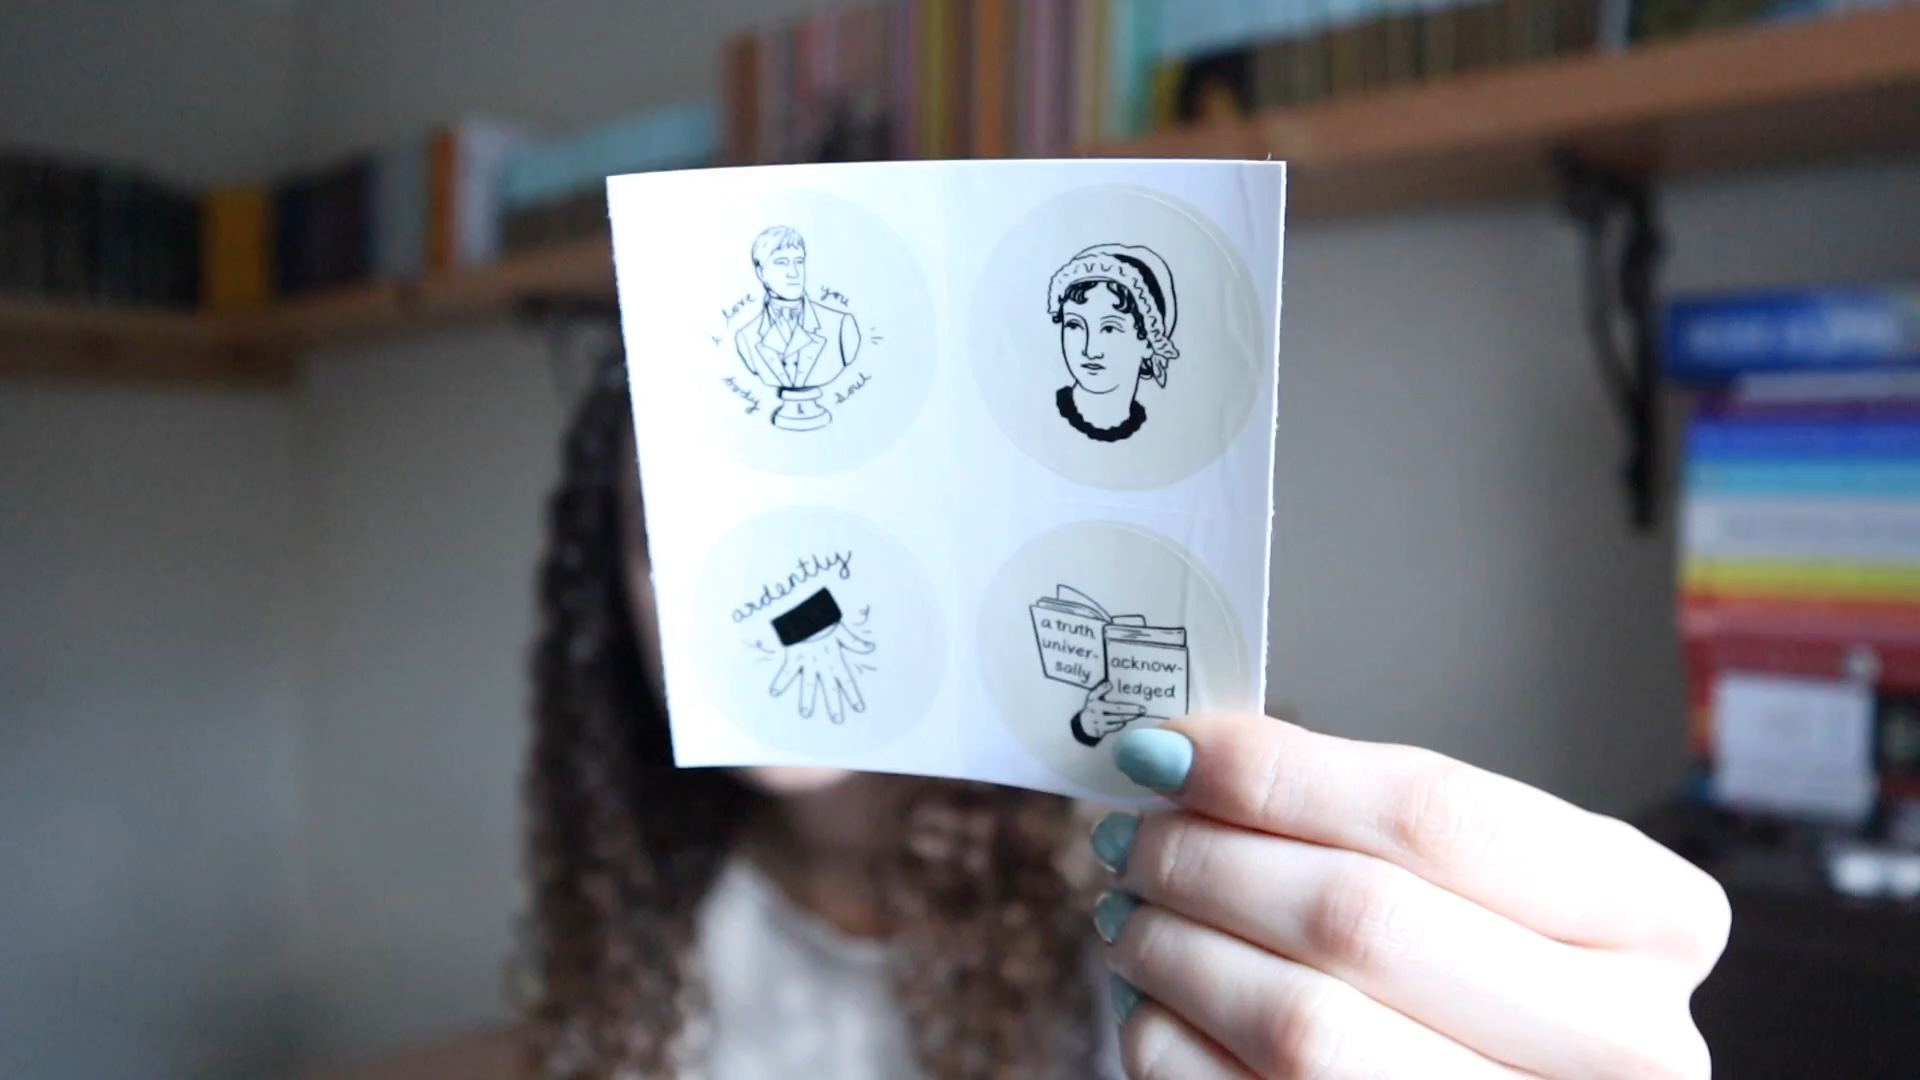 i love you
body & soul
ardently
a truth
univer-
sally
acknow-
ledged